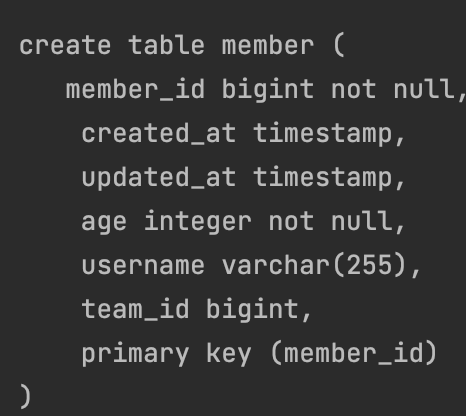 create table member (
member_id bigint not null,
created_at timestamp,
updated_at timestamp,
age integer not null,
username varchar(255),
team_id bigint,
primary key (member_id)
)